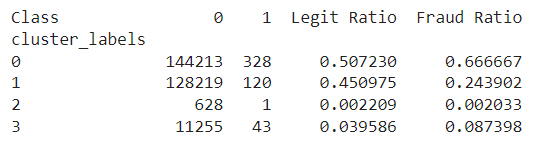 Class 0 1 Legit Ratio Fraud Ratio
cluster_labels
0 144213 328 0.507230 0.666667
1 128219 120 0.450975 0.243902
2 628 1 0.002209 0.002033
3 11255 43 0.039586 0.087398